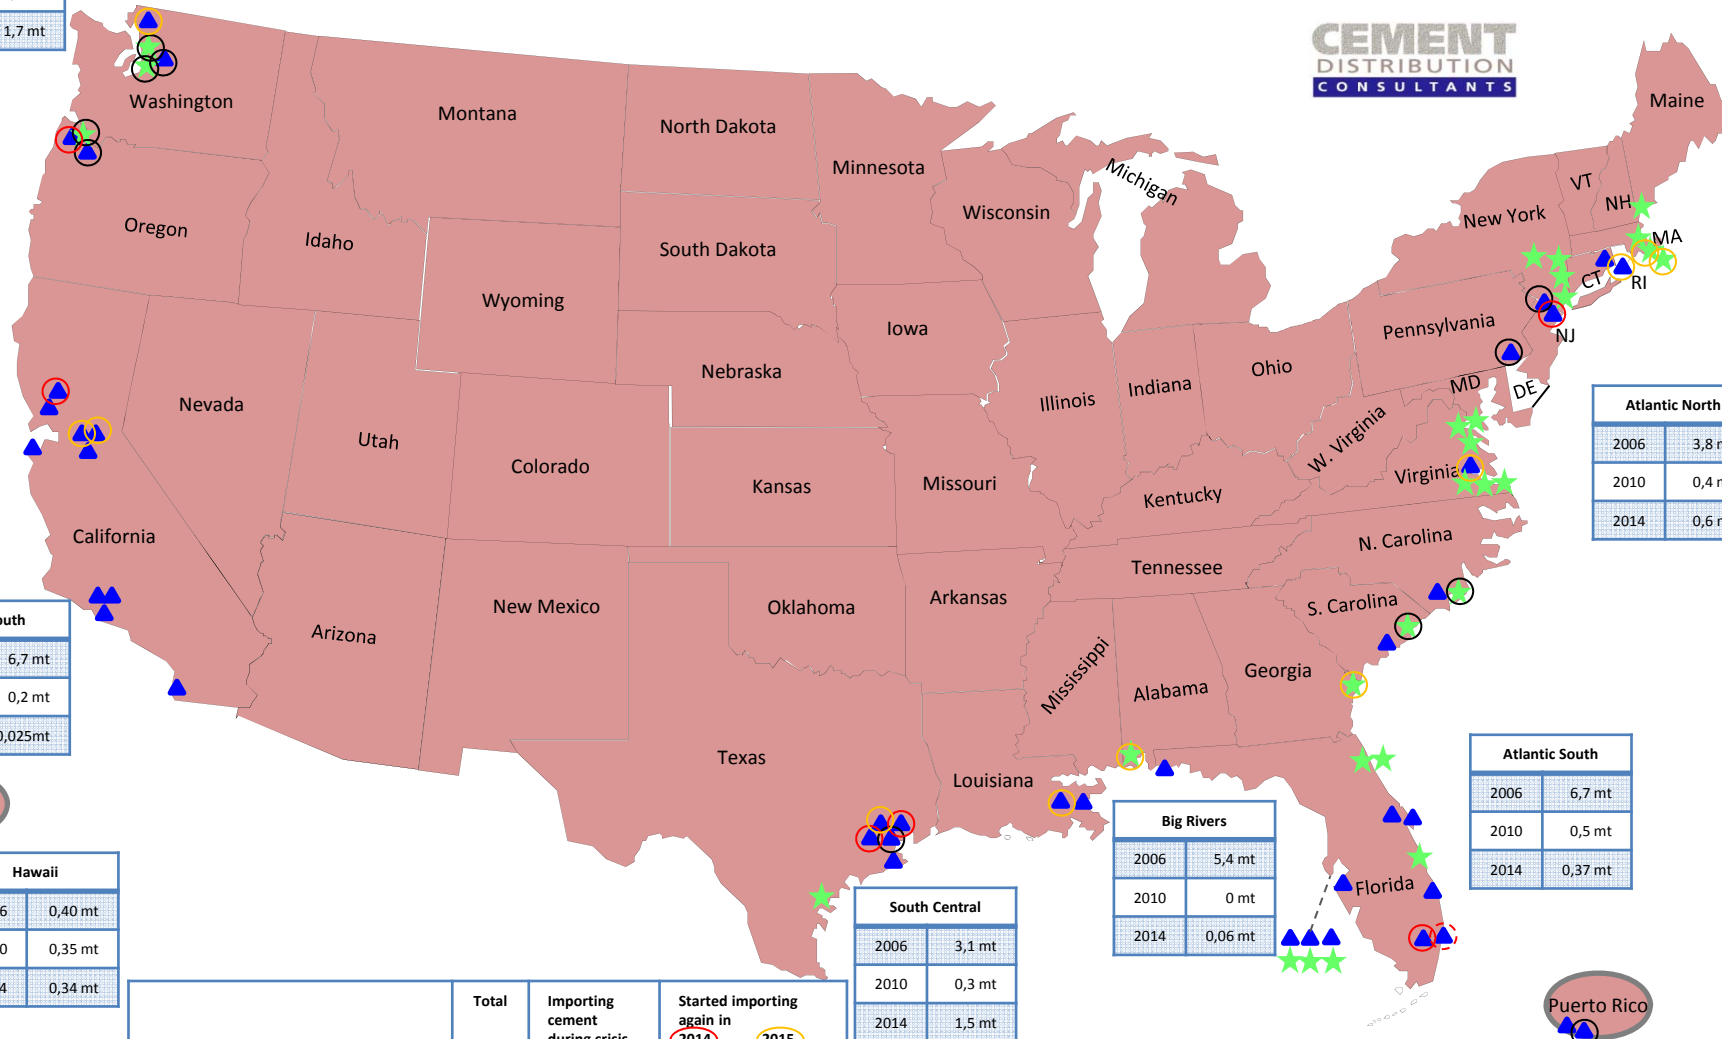 1,7 mt
CEMENT
DISTRIBUTION
CONSULTANTS
Washington
Montana
North Dakota
Minnesota
Michigan
Maine
Wisconsin
VT
NH
New York
MA
Oregon
Idaho
South Dakota
CT
RI
Wyoming
Iowa
Pennsylvania
NJ
Nebraska
Illinois
Indiana
Ohio
MD
DE
Nevada
Utah
Colorado
Kansas
Missouri
W. Virginia
Virginia
Kentucky
Atlantic North
2006
2010
2014
California
N. Carolina
Tennessee
Arizona
New Mexico
Oklahoma
Arkansas
S. Carolina
Mississippi
Alabama
Georgia
6,7 mt
0,2 mt
Texas
Louisiana
Florida
Atlantic South
2006 6,7 mt
2010 0,5 mt
2014 0,37 mt
Big Rivers
2006 5,4 mt
2010 0 mt
2014 0,06 mt
Hawaii
0,40 mt
0,35 mt
0,34 mt
South Central
2006 3,1 mt
2010 0,3 mt
2014 1,5 mt
Puerto Rico
Total
Importing
cement
during crisis
Started importing
again in
2014 2015